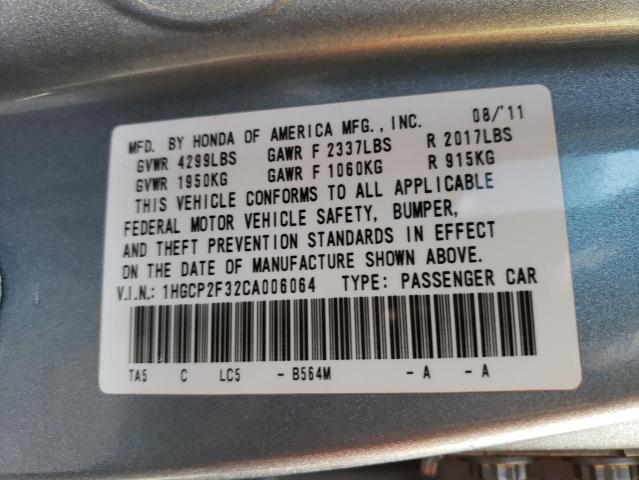 MFD. BY HONDA OF AMERICA MFG., INC. 08/'11
GVWR 4299LBS GAWR F 2337LBS R 2017LBS
GVWR 1950KG GAWR F 1060KG R 915KG
THIS VEHICLE CONFORMS TO ALL APPLICABLE
FEDERAL MOTOR VEHICLE SAFETY, BUMPER,
AND THEFT PREVENTION STANDARDS IN EFFECT
ON THE DATE OF MANUFACTURE SHOWN ABOVE.
V.I.N.: 1HGCP2F32CA006064 TYPE: PASSENGER CAR
TA5 C LC5 - B564M - A - A